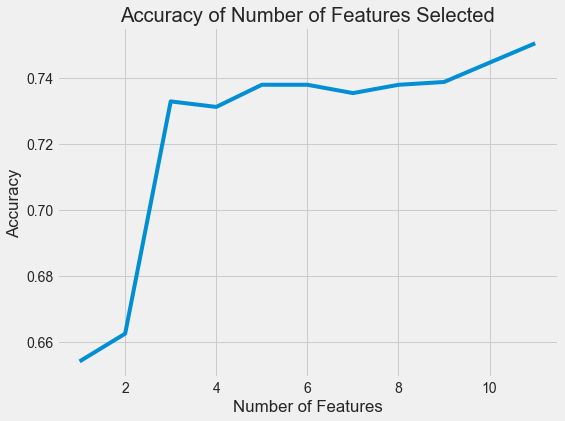 Accuracy of Number of Features Selected
Accuracy
0.74
0.72
0.70
0.68
0.66
2 4 6 8 10
Number of Features